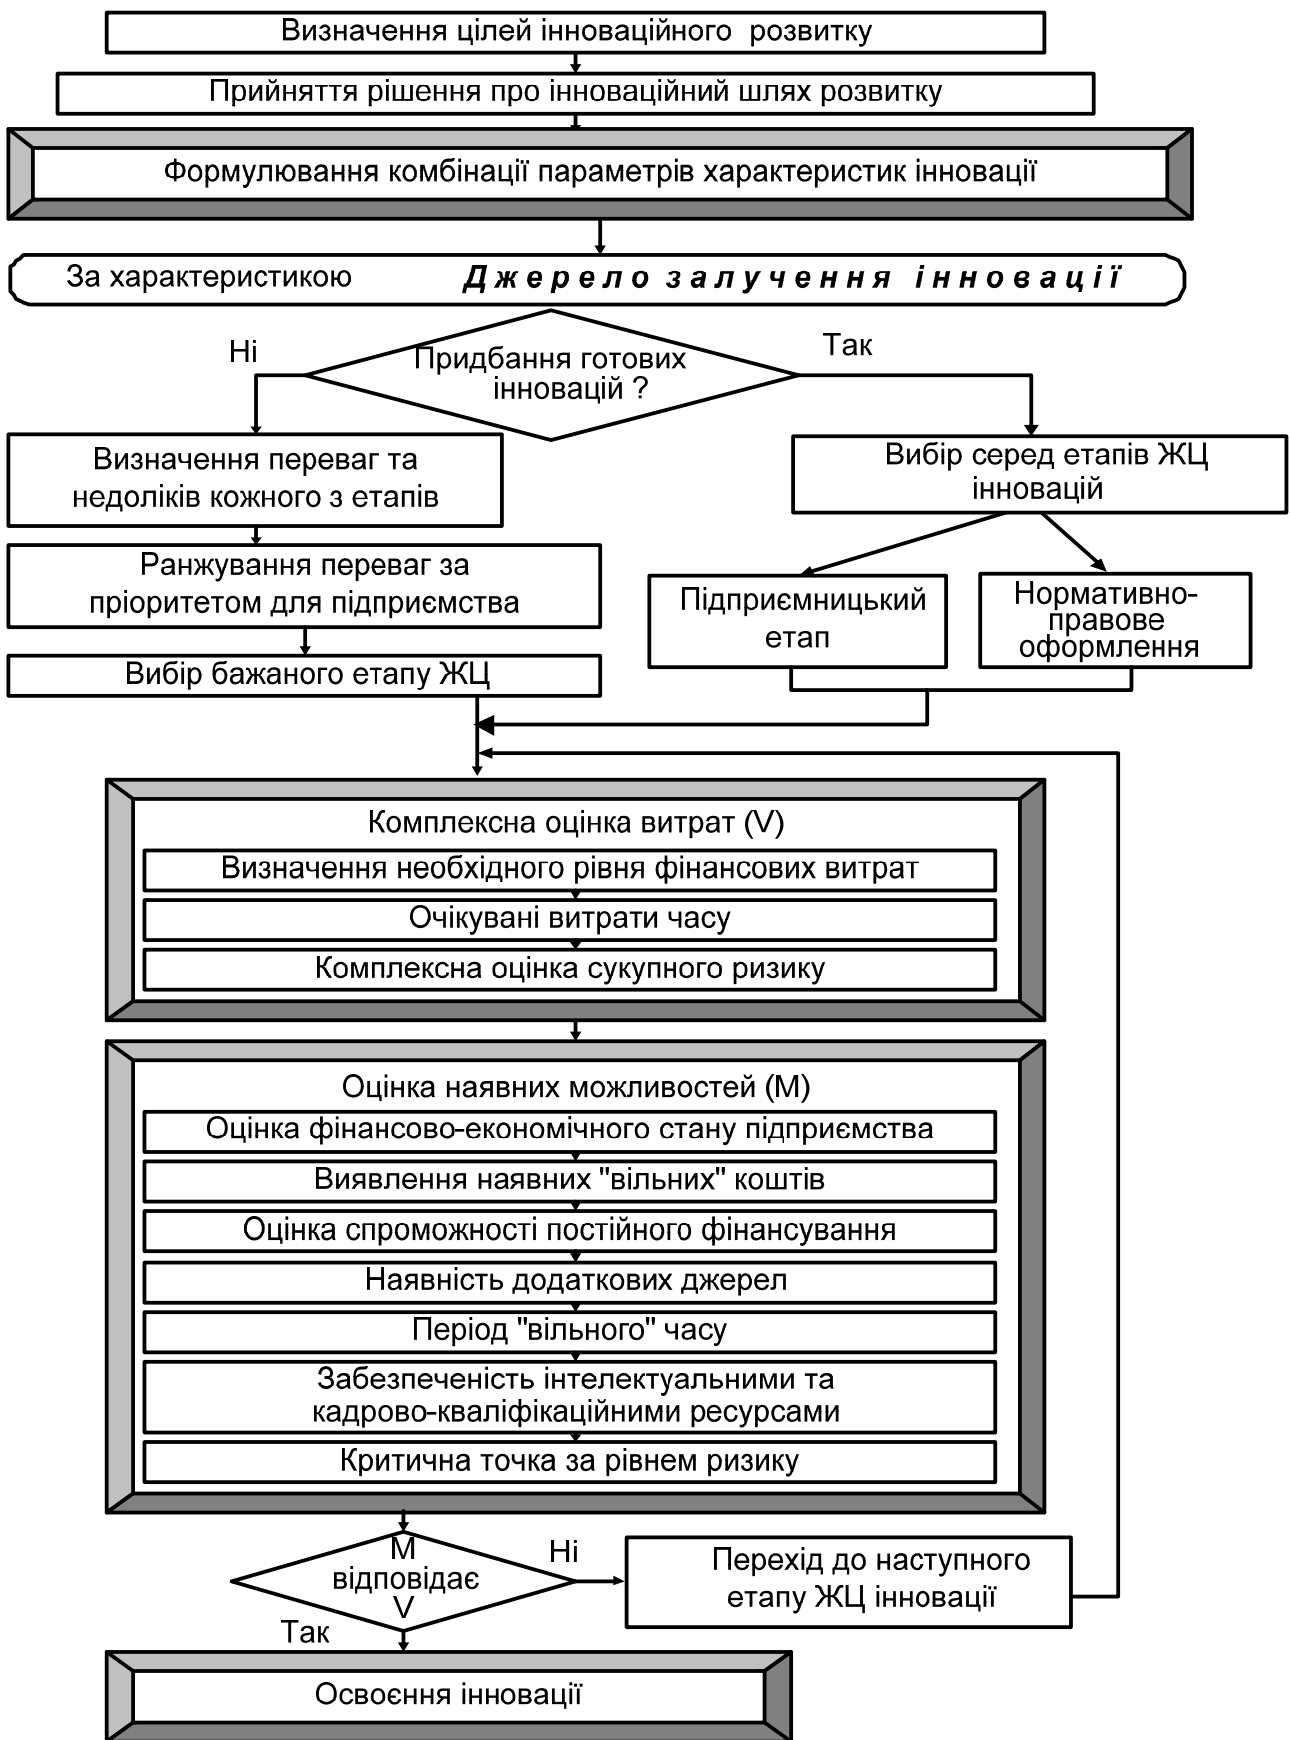 Визначення цілей інноваційного розвитку
Прийняття рішення про інноваційний шлях розвитку
Формулювання комбінації параметрів характеристик інновації
За характеристикою Джерело залучення інновації
Ні
Придбання готових
інновацій ?
Так
Визначення переваг та
недоліків кожного з етапів
Ранжування переваг за
пріоритетом для підприємства
Вибір бажаного етапу ЖЦ
Вибір серед етапів ЖЦ
інновацій
Підприємницький
етап
Нормативно-
правове
оформлення
Комплексна оцінка витрат (V)
Визначення необхідного рівня фінансових витрат
Очікувані витрати часу
Комплексна оцінка сукупного ризику
Оцінка наявних можливостей (М)
Оцінка фінансово-економічного стану підприємства
Виявлення наявних "вільних" коштів
Оцінка спроможності постійного фінансування
Наявність додаткових джерел
Період "вільного" часу
Забезпеченість інтелектуальними та
кадрово-кваліфікаційними ресурсами
Критична точка за рівнем ризику
М
відповідає
V
Ні
Перехід до наступного
етапу ЖЦ інновації
Так
Освоєння інновації